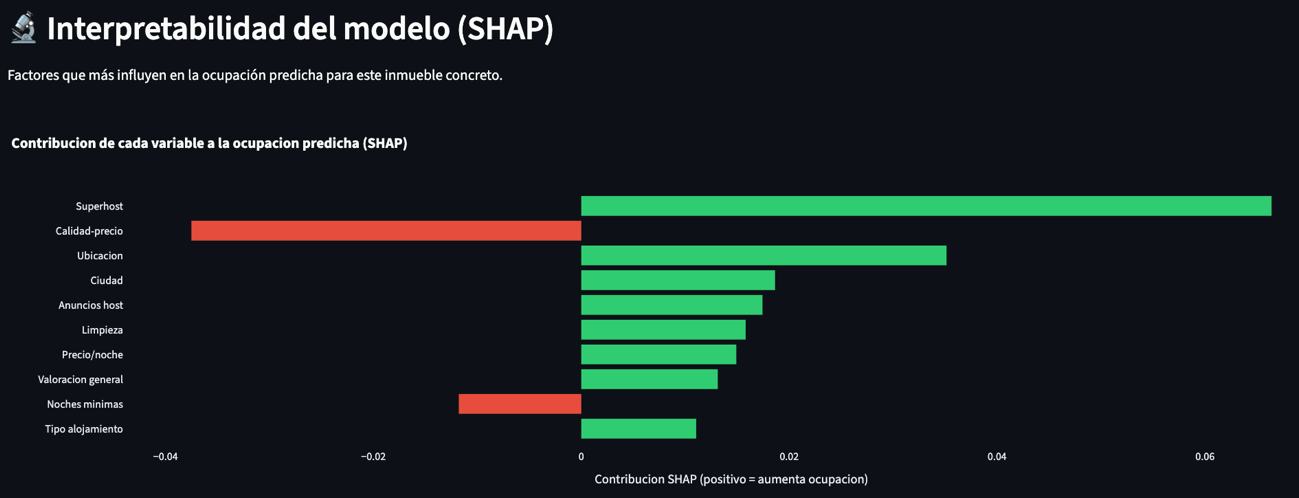 🔬 Interpretabilidad del modelo (SHAP)
Factores que más influyen en la ocupación predicha para este inmueble concreto.
Contribucion de cada variable a la ocupacion predicha (SHAP)
Superhost
Calidad-precio
Ubicacion
Ciudad
Anuncios host
Limpieza
Precio/noche
Valoracion general
Noches minimas
Tipo alojamiento
−0.04 −0.02 0 0.02 0.04 0.06
Contribucion SHAP (positivo = aumenta ocupacion)